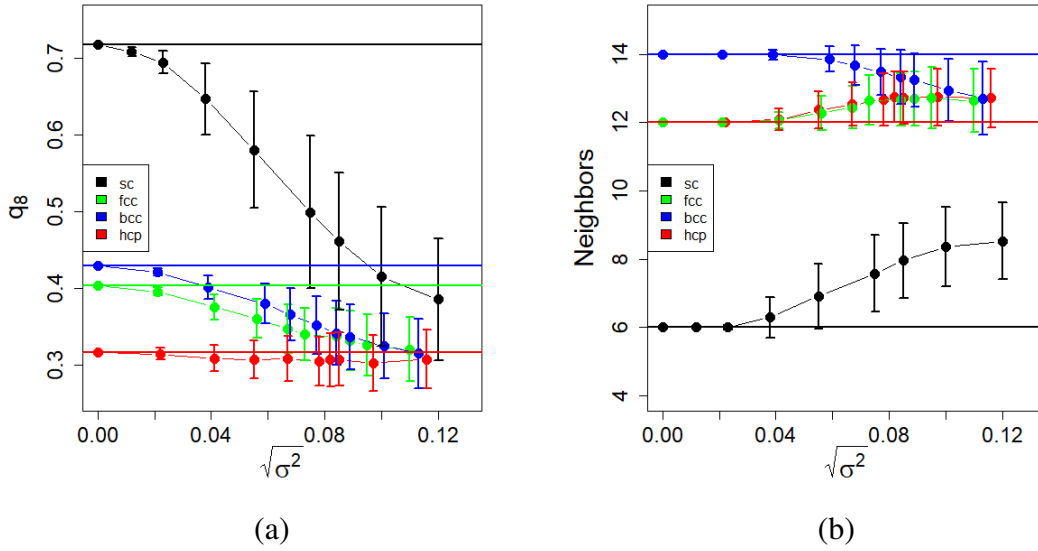 q8
0.3 0.4 0.5 0.6 0.7
sc
fcc
bcc
hcp
0.00 0.04 0.08 0.12
√σ²
(a)
Neighbors
4 6 8 10 12 14
sc
fcc
bcc
hcp
0.00 0.04 0.08 0.12
√σ²
(b)